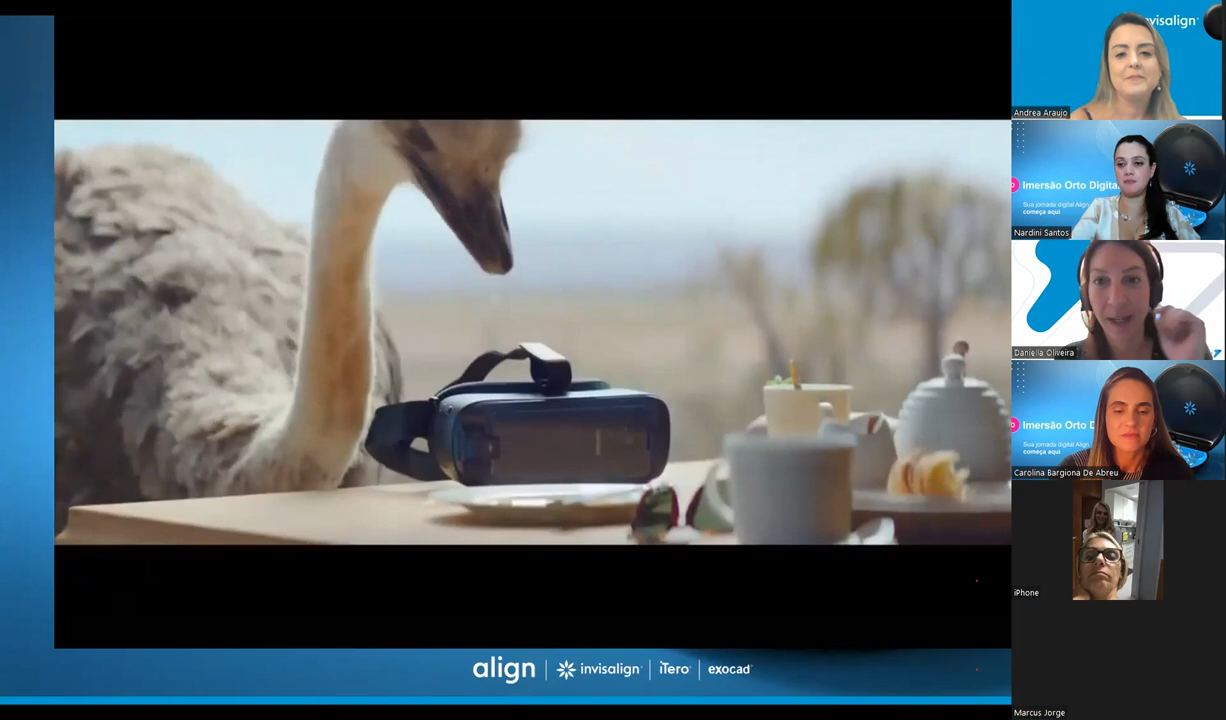 align
invisalign
iTero
exocad
invisalign
Andrea Araujo
Imersão Orto Digita
Sua jornada digital Align
começa aqui
Nardini Santos
Daniella Oliveira
Imersão Orto D
Sua jornada digital Align
começa aqui
Carolina Bargiona De Abreu
iPhone
Marcus Jorge